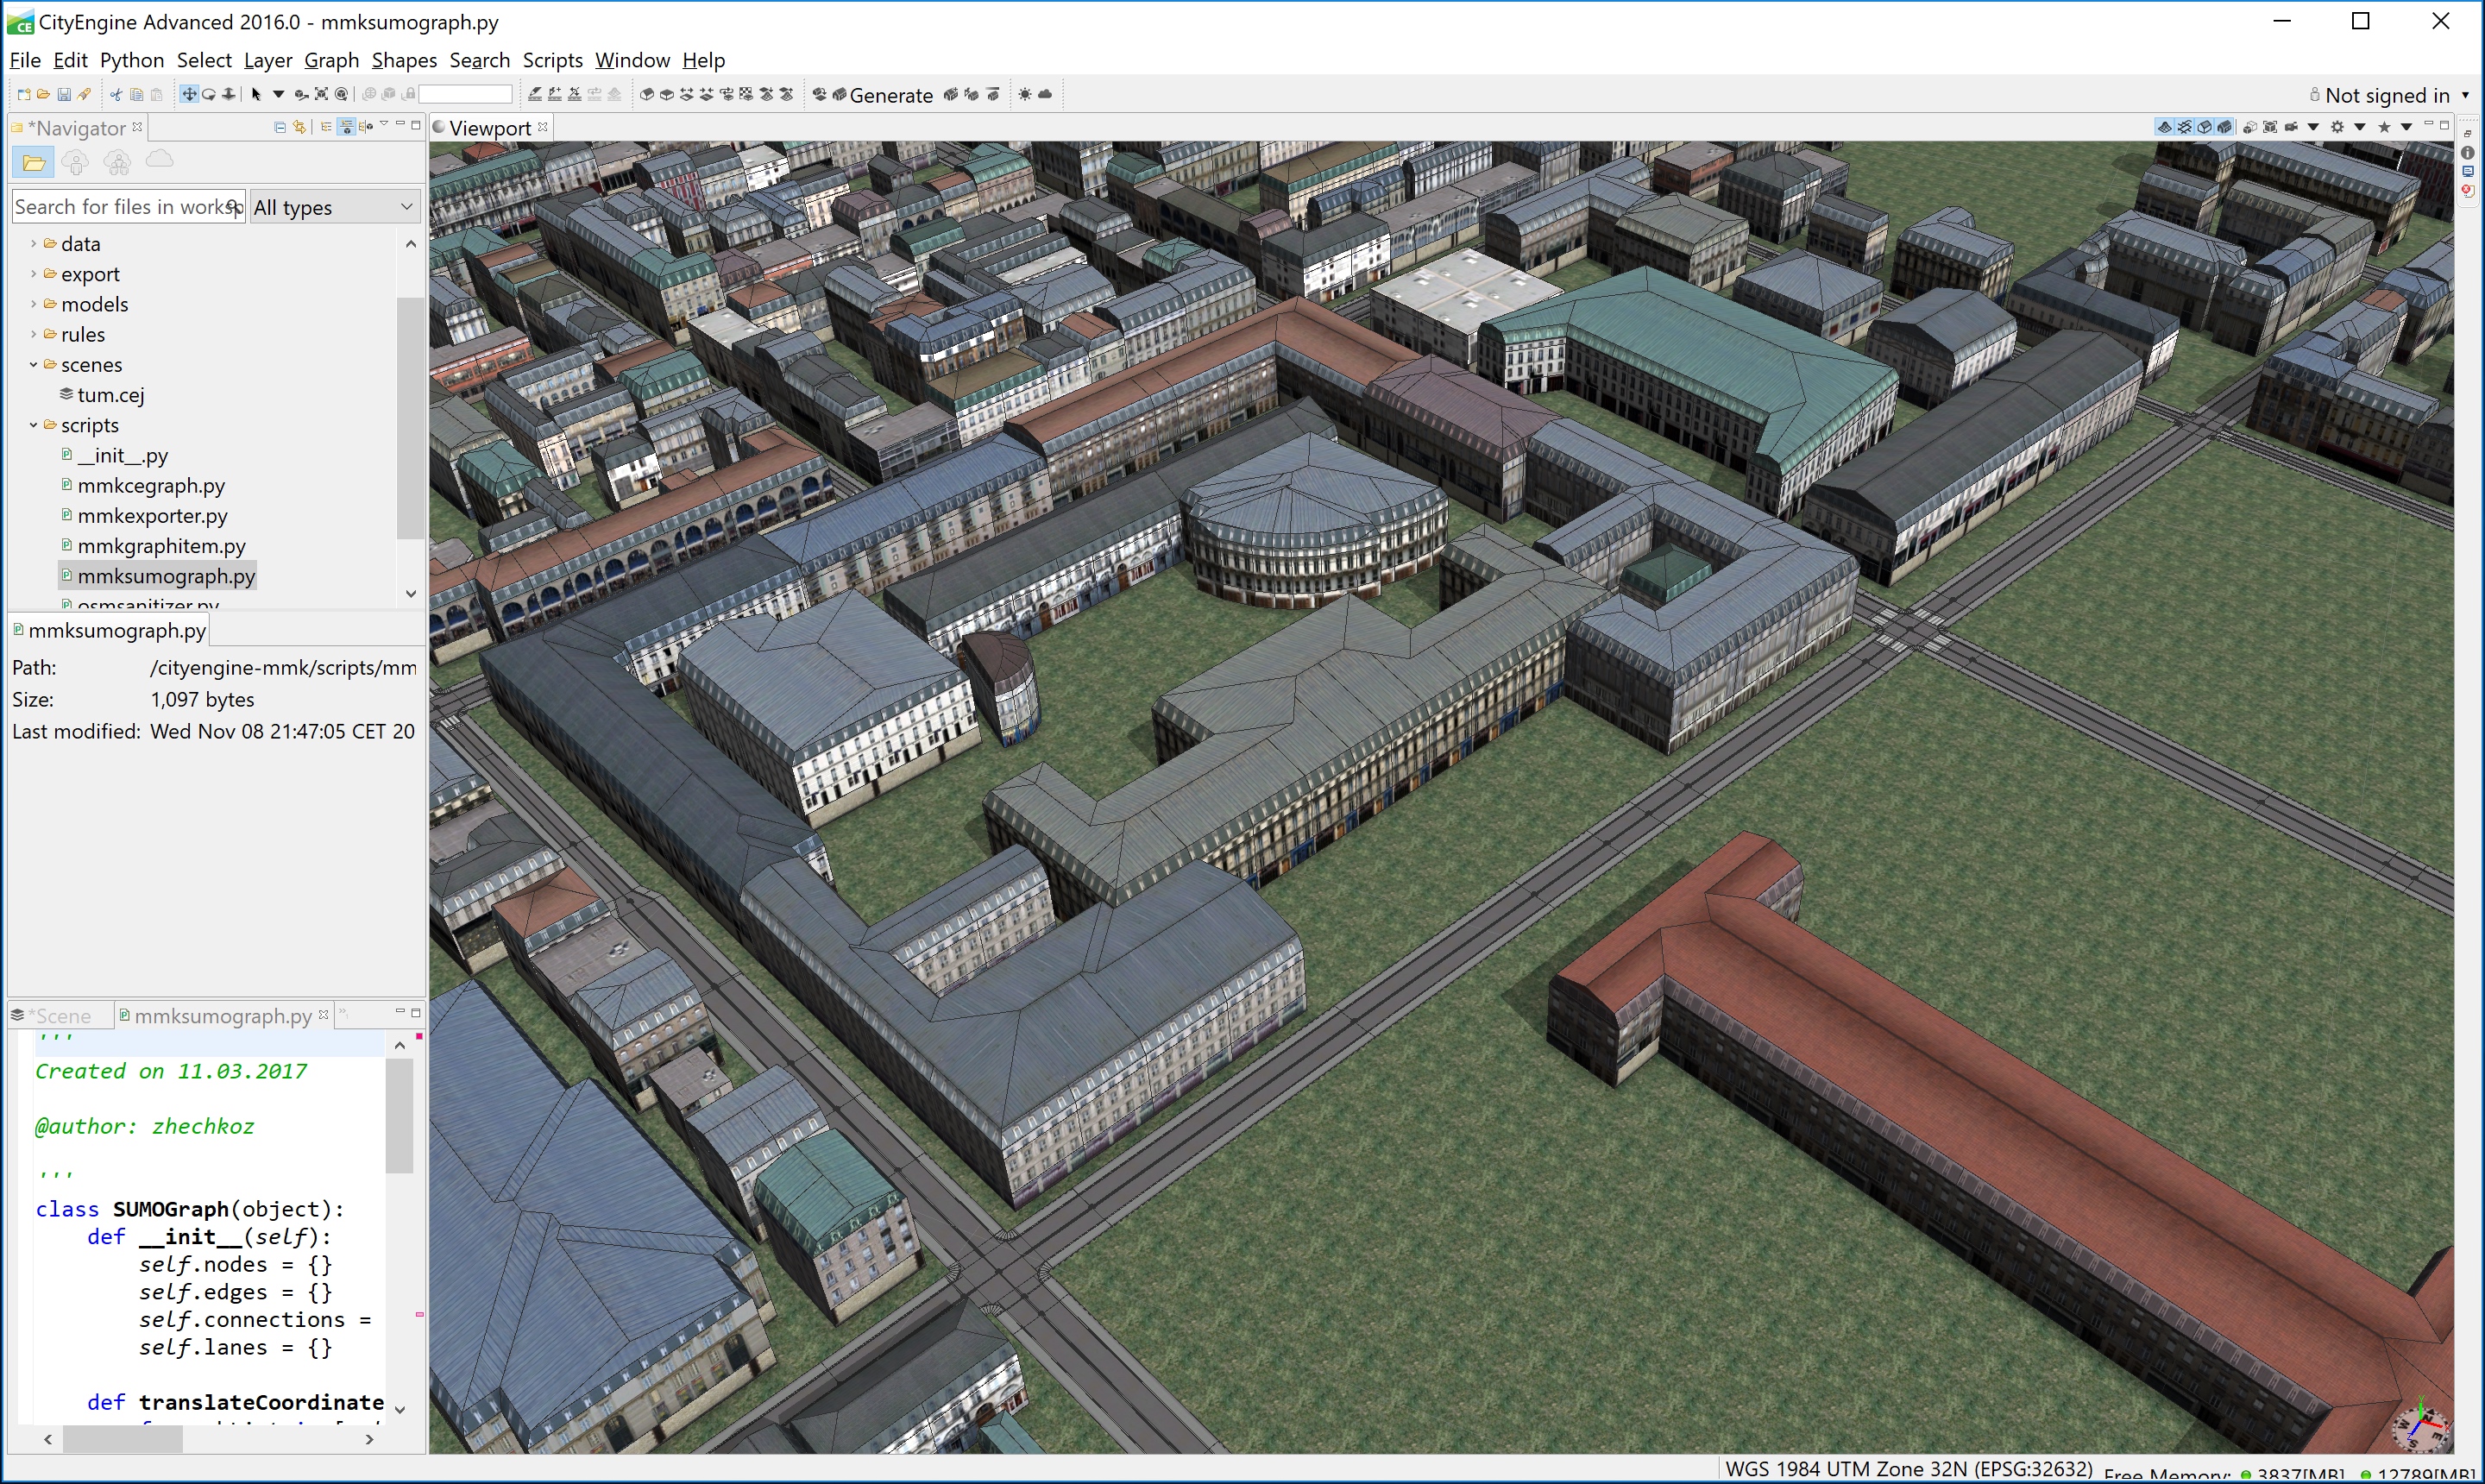 CityEngine Advanced 2016.0 - mmksumograph.py
File Edit Python Select Layer Graph Shapes Search Scripts Window Help
Generate
Not signed in
*Navigator
Viewport
Search for files in worksp
All types
data
export
models
rules
scenes
tum.cej
scripts
__init__.py
mmkcegraph.py
mmkexporter.py
mmkgraphitem.py
mmksumograph.py
osmsanitizer.py
mmksumograph.py
Path: /cityengine-mmk/scripts/mm
Size: 1,097 bytes
Last modified: Wed Nov 08 21:47:05 CET 20
*Scene mmksumograph.py
'''
Created on 11.03.2017
@author: zhechkoz
'''
class SUMOGraph(object):
def __init__(self):
self.nodes = {}
self.edges = {}
self.connections =
self.lanes = {}
def translateCoordinate
WGS 1984 UTM Zone 32N (EPSG:32632) Free Memory: 3837[MB] 12789[MB]